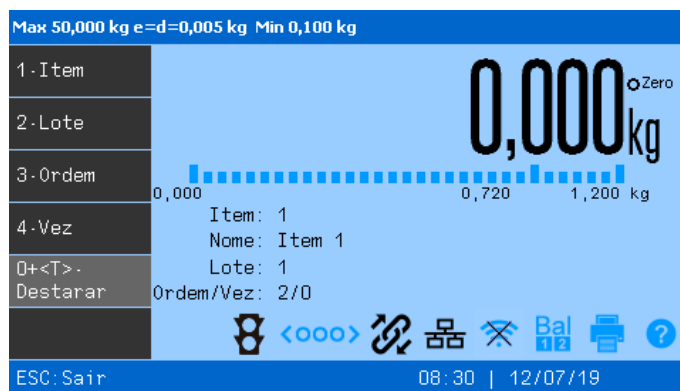 Max 50,000 kg e=d=0,005 kg Min 0,100 kg
1-Item
2-Lote
3-Ordem
4-Vez
0+<T>-
Destarar
0,000 kg
Zero
0,000 0,720 1,200 kg
Item: 1
Nome: Item 1
Lote: 1
Ordem/Vez: 2/0
<ooo>
Bal
1 2
?
ESC:Sair
08:30 | 12/07/19